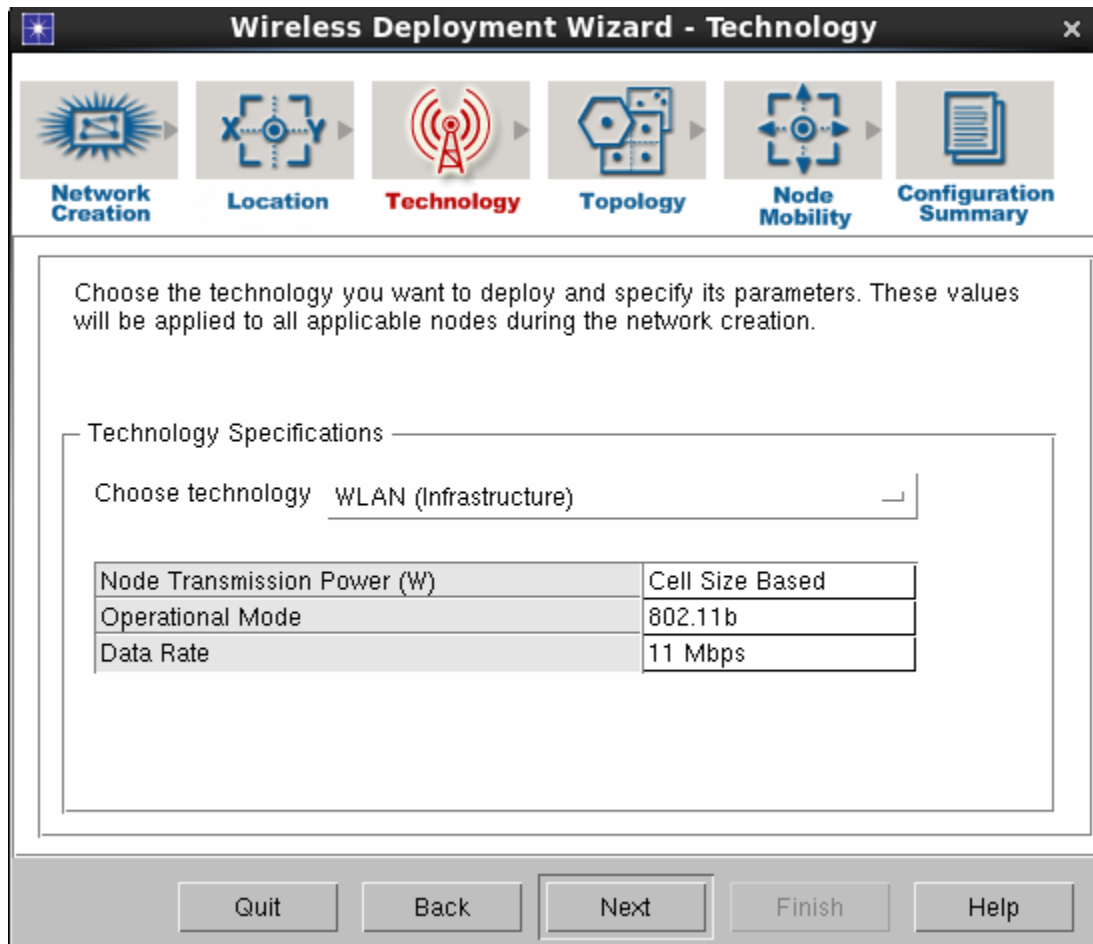 Wireless Deployment Wizard - Technology
X Y
Network Creation
Location
Technology
Topology
Node Mobility
Configuration Summary
Choose the technology you want to deploy and specify its parameters. These values
will be applied to all applicable nodes during the network creation.
Technology Specifications
Choose technology WLAN (Infrastructure)
Node Transmission Power (W) Cell Size Based
Operational Mode 802.11b
Data Rate 11 Mbps
Quit Back Next Finish Help